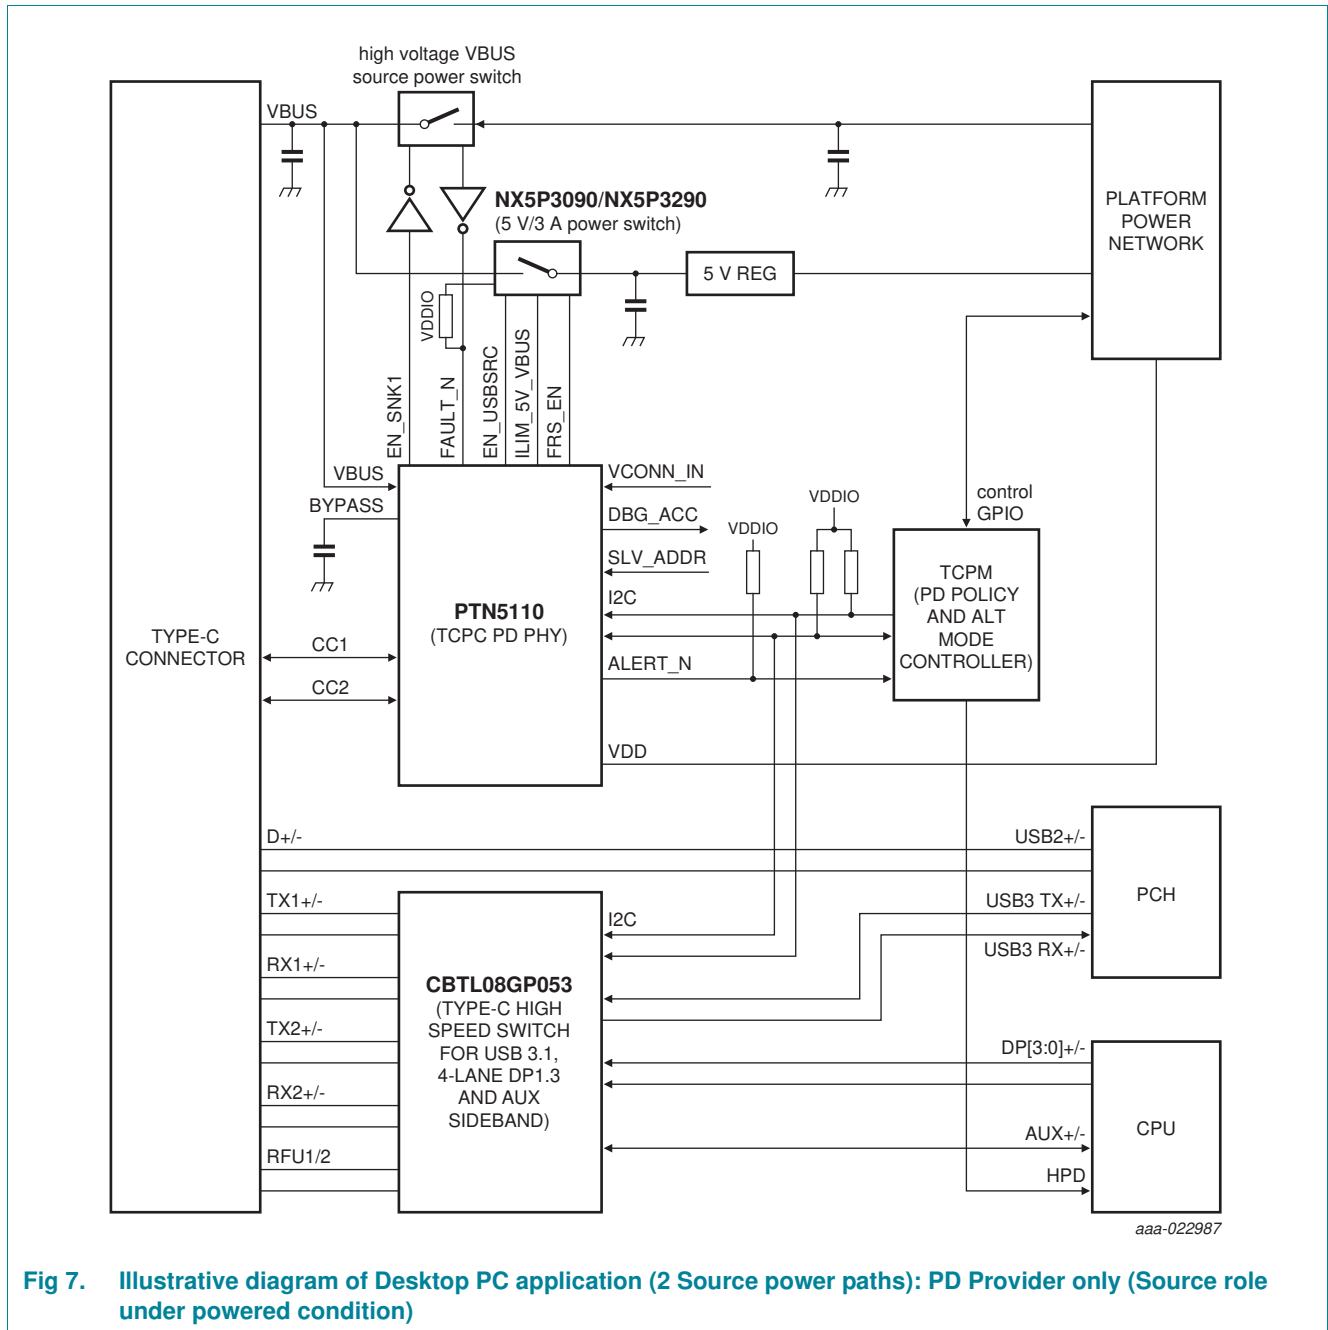 high voltage VBUS
source power switch
VBUS
NX5P3090/NX5P3290
(5 V/3 A power switch)
PLATFORM
POWER
NETWORK
5 V REG
VDDIO
EN_SNK1
FAULT_N
EN_USBSRC
ILIM_5V_VBUS
FRS_EN
VBUS
BYPASS
VCONN_IN
DBG_ACC
SLV_ADDR
I2C
ALERT_N
VDD
VDDIO
VDDIO
control
GPIO
PTN5110
(TCPC PD PHY)
TCPM
(PD POLICY
AND ALT
MODE
CONTROLLER)
TYPE-C
CONNECTOR
CC1
CC2
D+/-
USB2+/-
TX1+/-
I2C
USB3 TX+/-
USB3 RX+/-
PCH
RX1+/-
CBTL08GP053
(TYPE-C HIGH
SPEED SWITCH
FOR USB 3.1,
4-LANE DP1.3
AND AUX
SIDEBAND)
TX2+/-
RX2+/-
RFU1/2
DP[3:0]+/-
AUX+/-
HPD
CPU
aaa-022987
Fig 7. Illustrative diagram of Desktop PC application (2 Source power paths): PD Provider only (Source role
under powered condition)